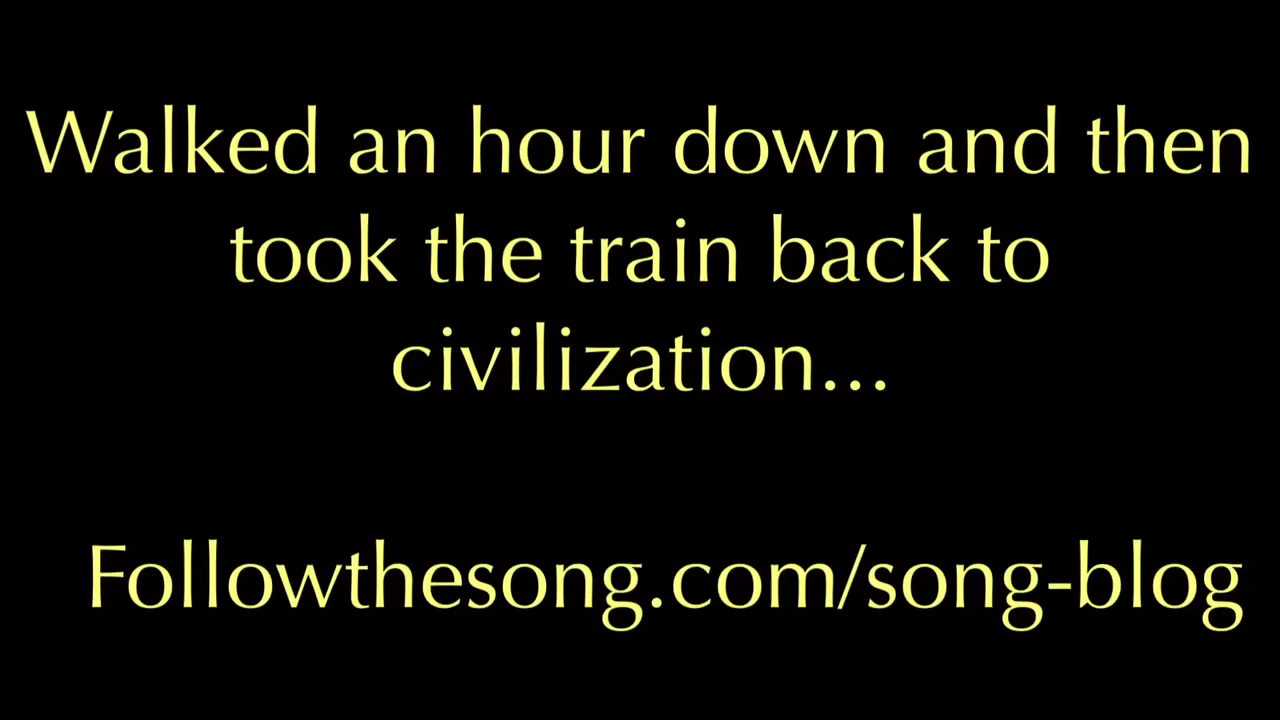 Walked an hour down and then
took the train back to
civilization...
Followthesong.com/song-blog